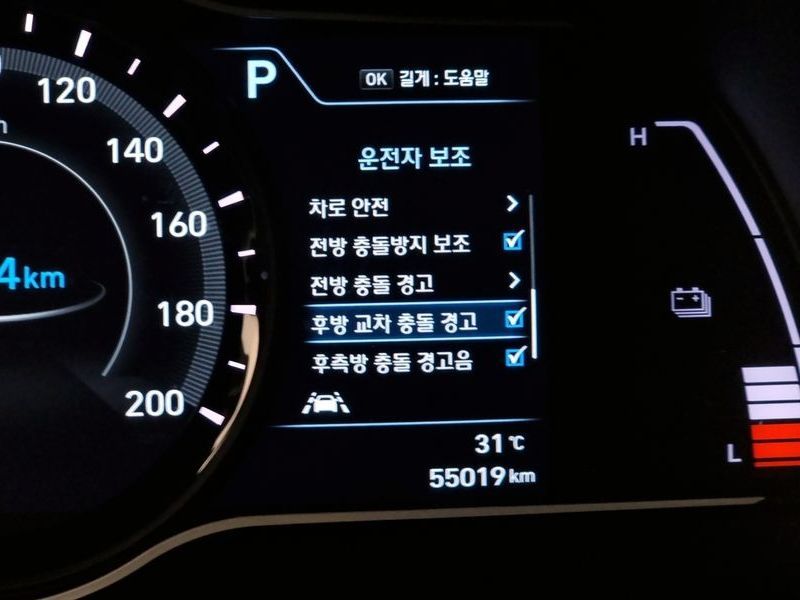 P
OK 길게 : 도움말
운전자 보조
차로 안전
전방 충돌방지 보조
전방 충돌 경고
후방 교차 충돌 경고
후측방 충돌 경고음
31℃
55019 km
120
140
160
180
200
4km
H
L